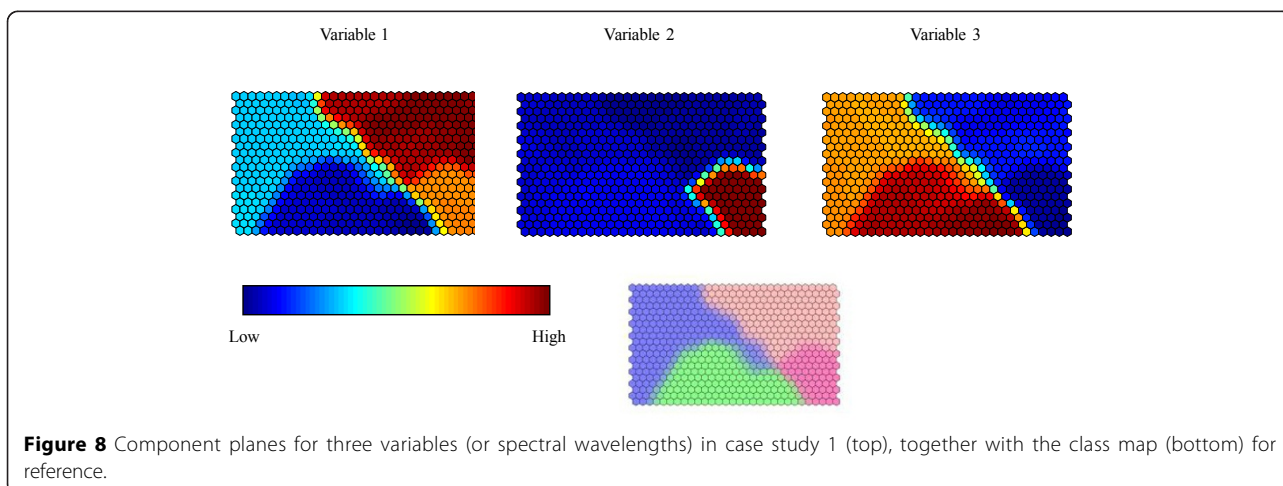 Variable 1
Variable 2
Variable 3
Low
High
Figure 8 Component planes for three variables (or spectral wavelengths) in case study 1 (top), together with the class map (bottom) for
reference.